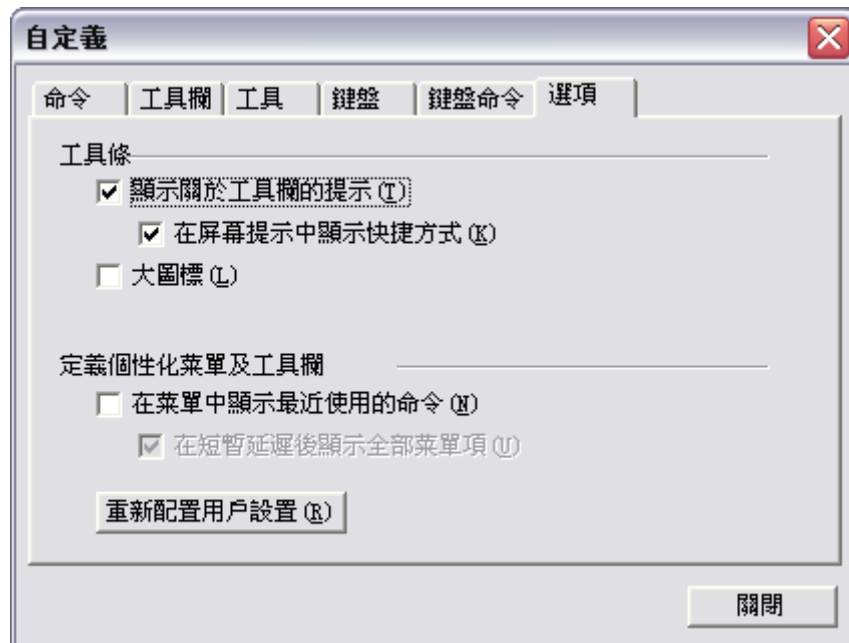 自定義
命令 工具欄 工具 鍵盤 鍵盤命令 選項
工具條
顯示關於工具欄的提示(T)
在屏幕提示中顯示快捷方式(K)
大圖標(L)
定義個性化菜單及工具欄
在菜單中顯示最近使用的命令(N)
在短暫延遲後顯示全部菜單項(U)
重新配置用戶設置(R)
關閉